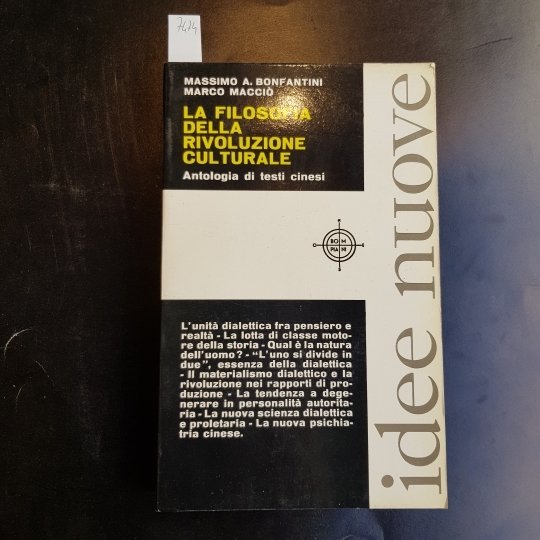 7474
MASSIMO A. BONFANTINI
MARCO MACCIÒ
LA FILOSOFIA
DELLA
RIVOLUZIONE
CULTURALE
Antologia di testi cinesi
BOM
PIANI
L'unità dialettica fra pensiero e
realtà - La lotta di classe moto-
re della storia - Qual è la natura
dell'uomo? - "L'uno si divide in
due", essenza della dialettica
- Il materialismo dialettico e la
rivoluzione nei rapporti di pro-
duzione - La tendenza a dege-
nerare in personalità autorita-
ria - La nuova scienza dialettica
e proletaria - La nuova psichia-
tria cinese.
idee nuove